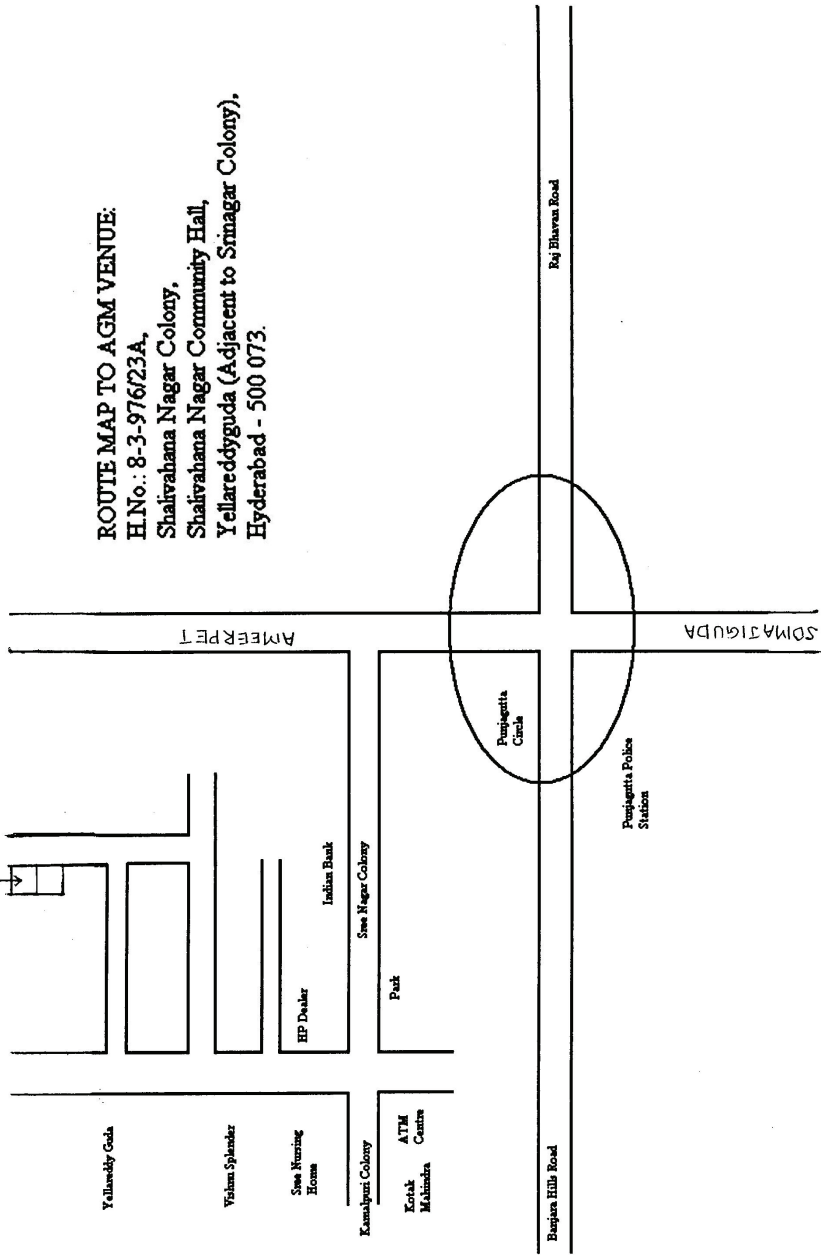 ROUTE MAP TO AGM VENUE:
H.No.: 8-3-976/23A,
Shalivahana Nagar Colony,
Shalivahana Nagar Community Hall,
Yellareddyguda (Adjacent to Srinagar Colony),
Hyderabad - 500 073.
AMEERPET
SOMAJIGUDA
Raj Bhavan Road
Punjagutta
Circle
Punjagutta Police
Station
Indian Bank
Sree Nagar Colony
HP Dealer
Park
Yellareddy Guda
Vishnu Splender
Sree Nursing
Home
Kamalpuri Colony
Kotak
Mahindra
ATM
Centre
Banjara Hills Road